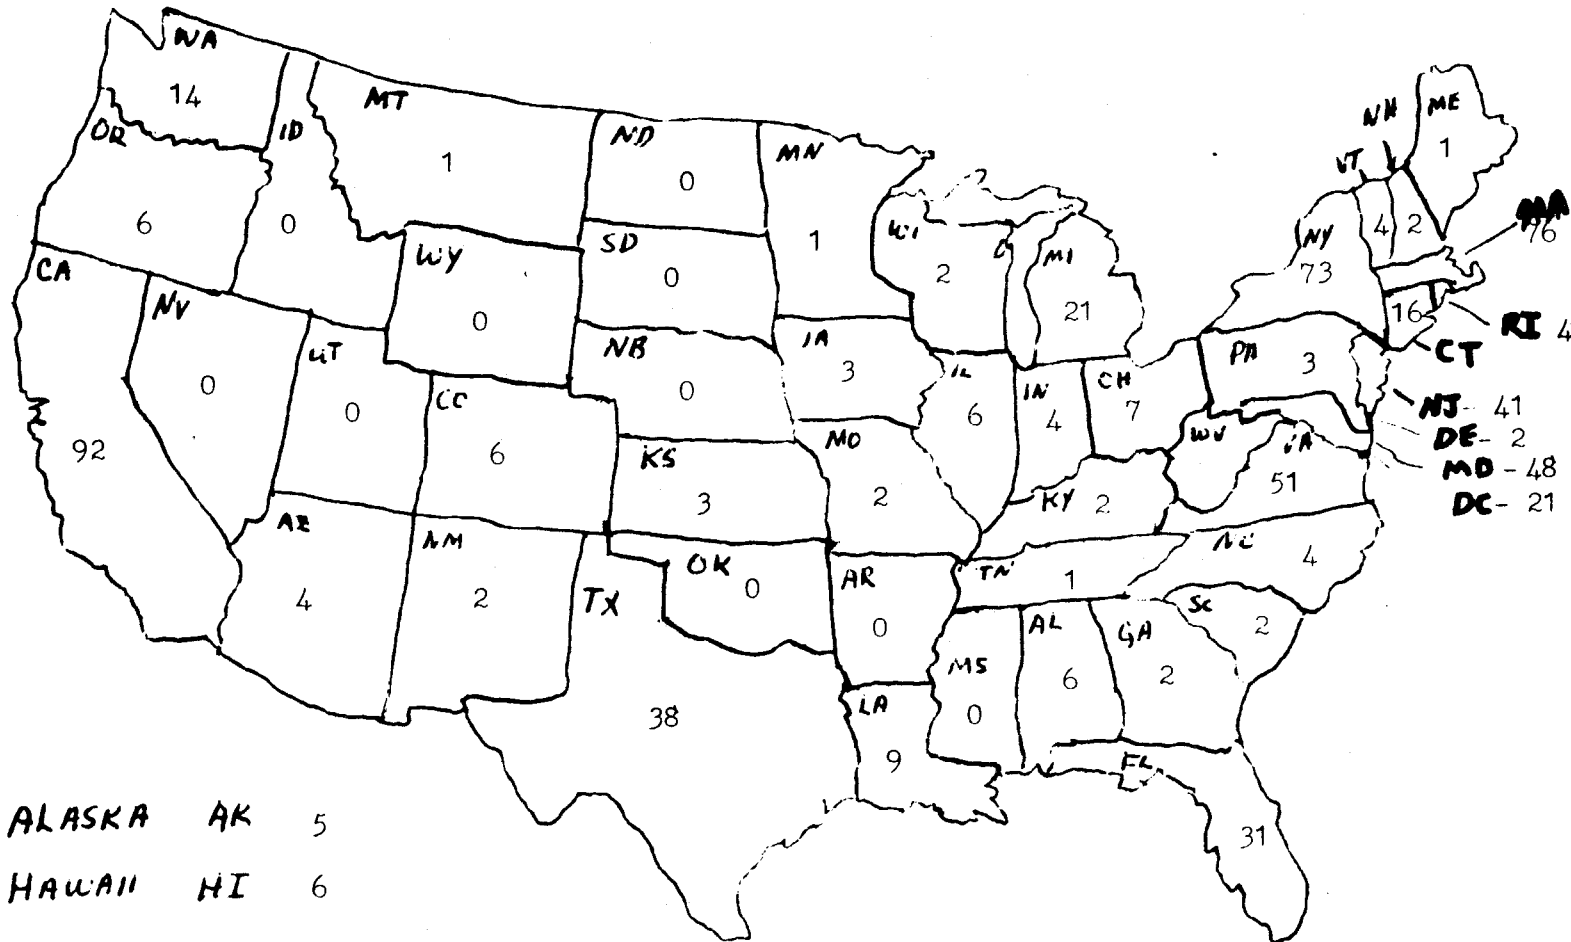 WA
14
MT
1
OR
6
ID
0
ND
0
MN
1
ME
1
NH
VT
4
2
MA
76
NY
73
WY
0
SD
0
WI
2
MI
21
CA
92
NV
0
UT
0
NB
0
IA
3
16
RI 4
CT
PA
3
CO
6
IL
6
IN
4
OH
7
NJ- 41
DE- 2
MD - 48
DC- 21
KS
3
MO
2
WV
VA
51
KY 2
AZ
4
NM
2
TX
38
OK
0
AR
0
TN 1
NC
4
SC
2
MS
0
AL
6
GA
2
LA
9
FL
31
ALASKA AK 5
HAWAII HI 6